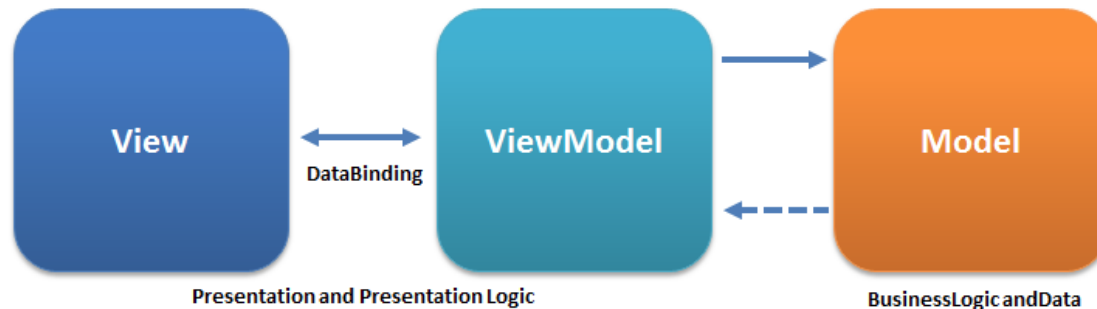 View
ViewModel
Model
DataBinding
Presentation and Presentation Logic
BusinessLogic andData